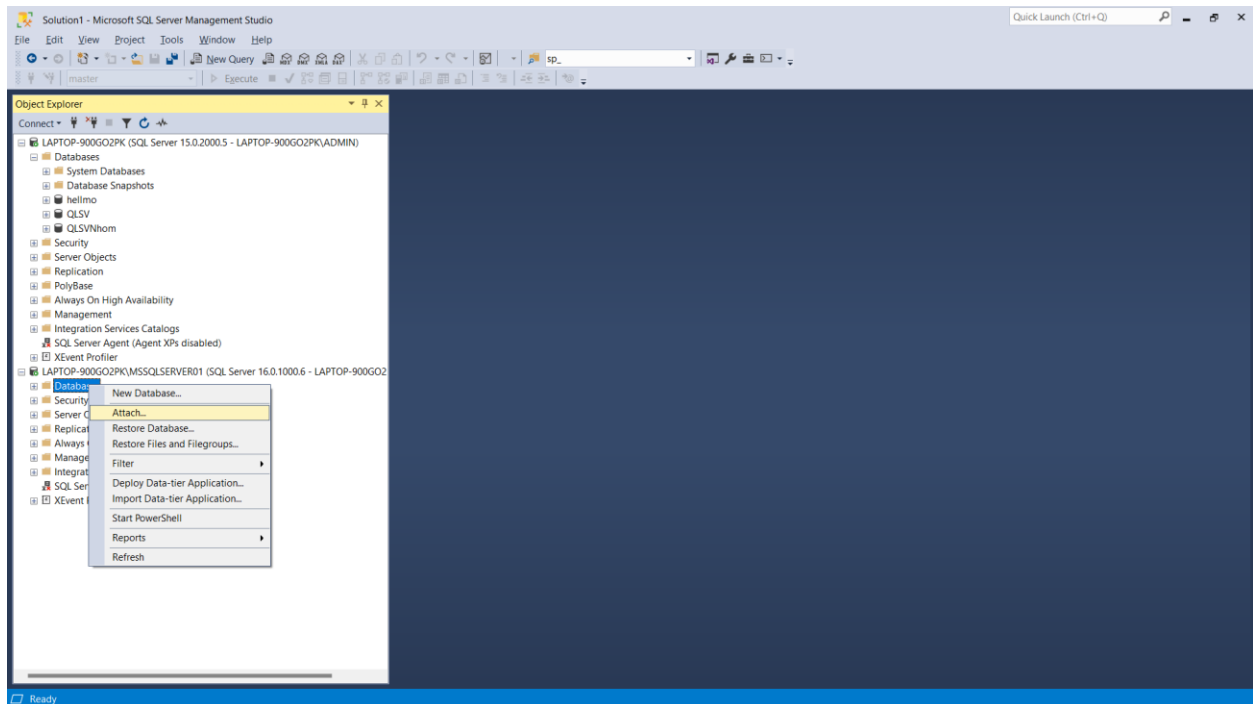 Solution1 - Microsoft SQL Server Management Studio
Quick Launch (Ctrl+Q)
File Edit View Project Tools Window Help
New Query
sp_
master
Execute
Object Explorer
Connect
LAPTOP-900GO2PK (SQL Server 15.0.2000.5 - LAPTOP-900GO2PK\ADMIN)
Databases
System Databases
Database Snapshots
hellmo
QLSV
QLSVNhom
Security
Server Objects
Replication
PolyBase
Always On High Availability
Management
Integration Services Catalogs
SQL Server Agent (Agent XPs disabled)
XEvent Profiler
LAPTOP-900GO2PK\MSSQLSERVER01 (SQL Server 16.0.1000.6 - LAPTOP-900GO2
Databas
New Database...
Security
Attach...
Server O
Replicat
Restore Database...
Always
Restore Files and Filegroups...
Manage
Filter
Integrat
SQL Ser
Deploy Data-tier Application...
XEvent
Import Data-tier Application...
Start PowerShell
Reports
Refresh
Ready